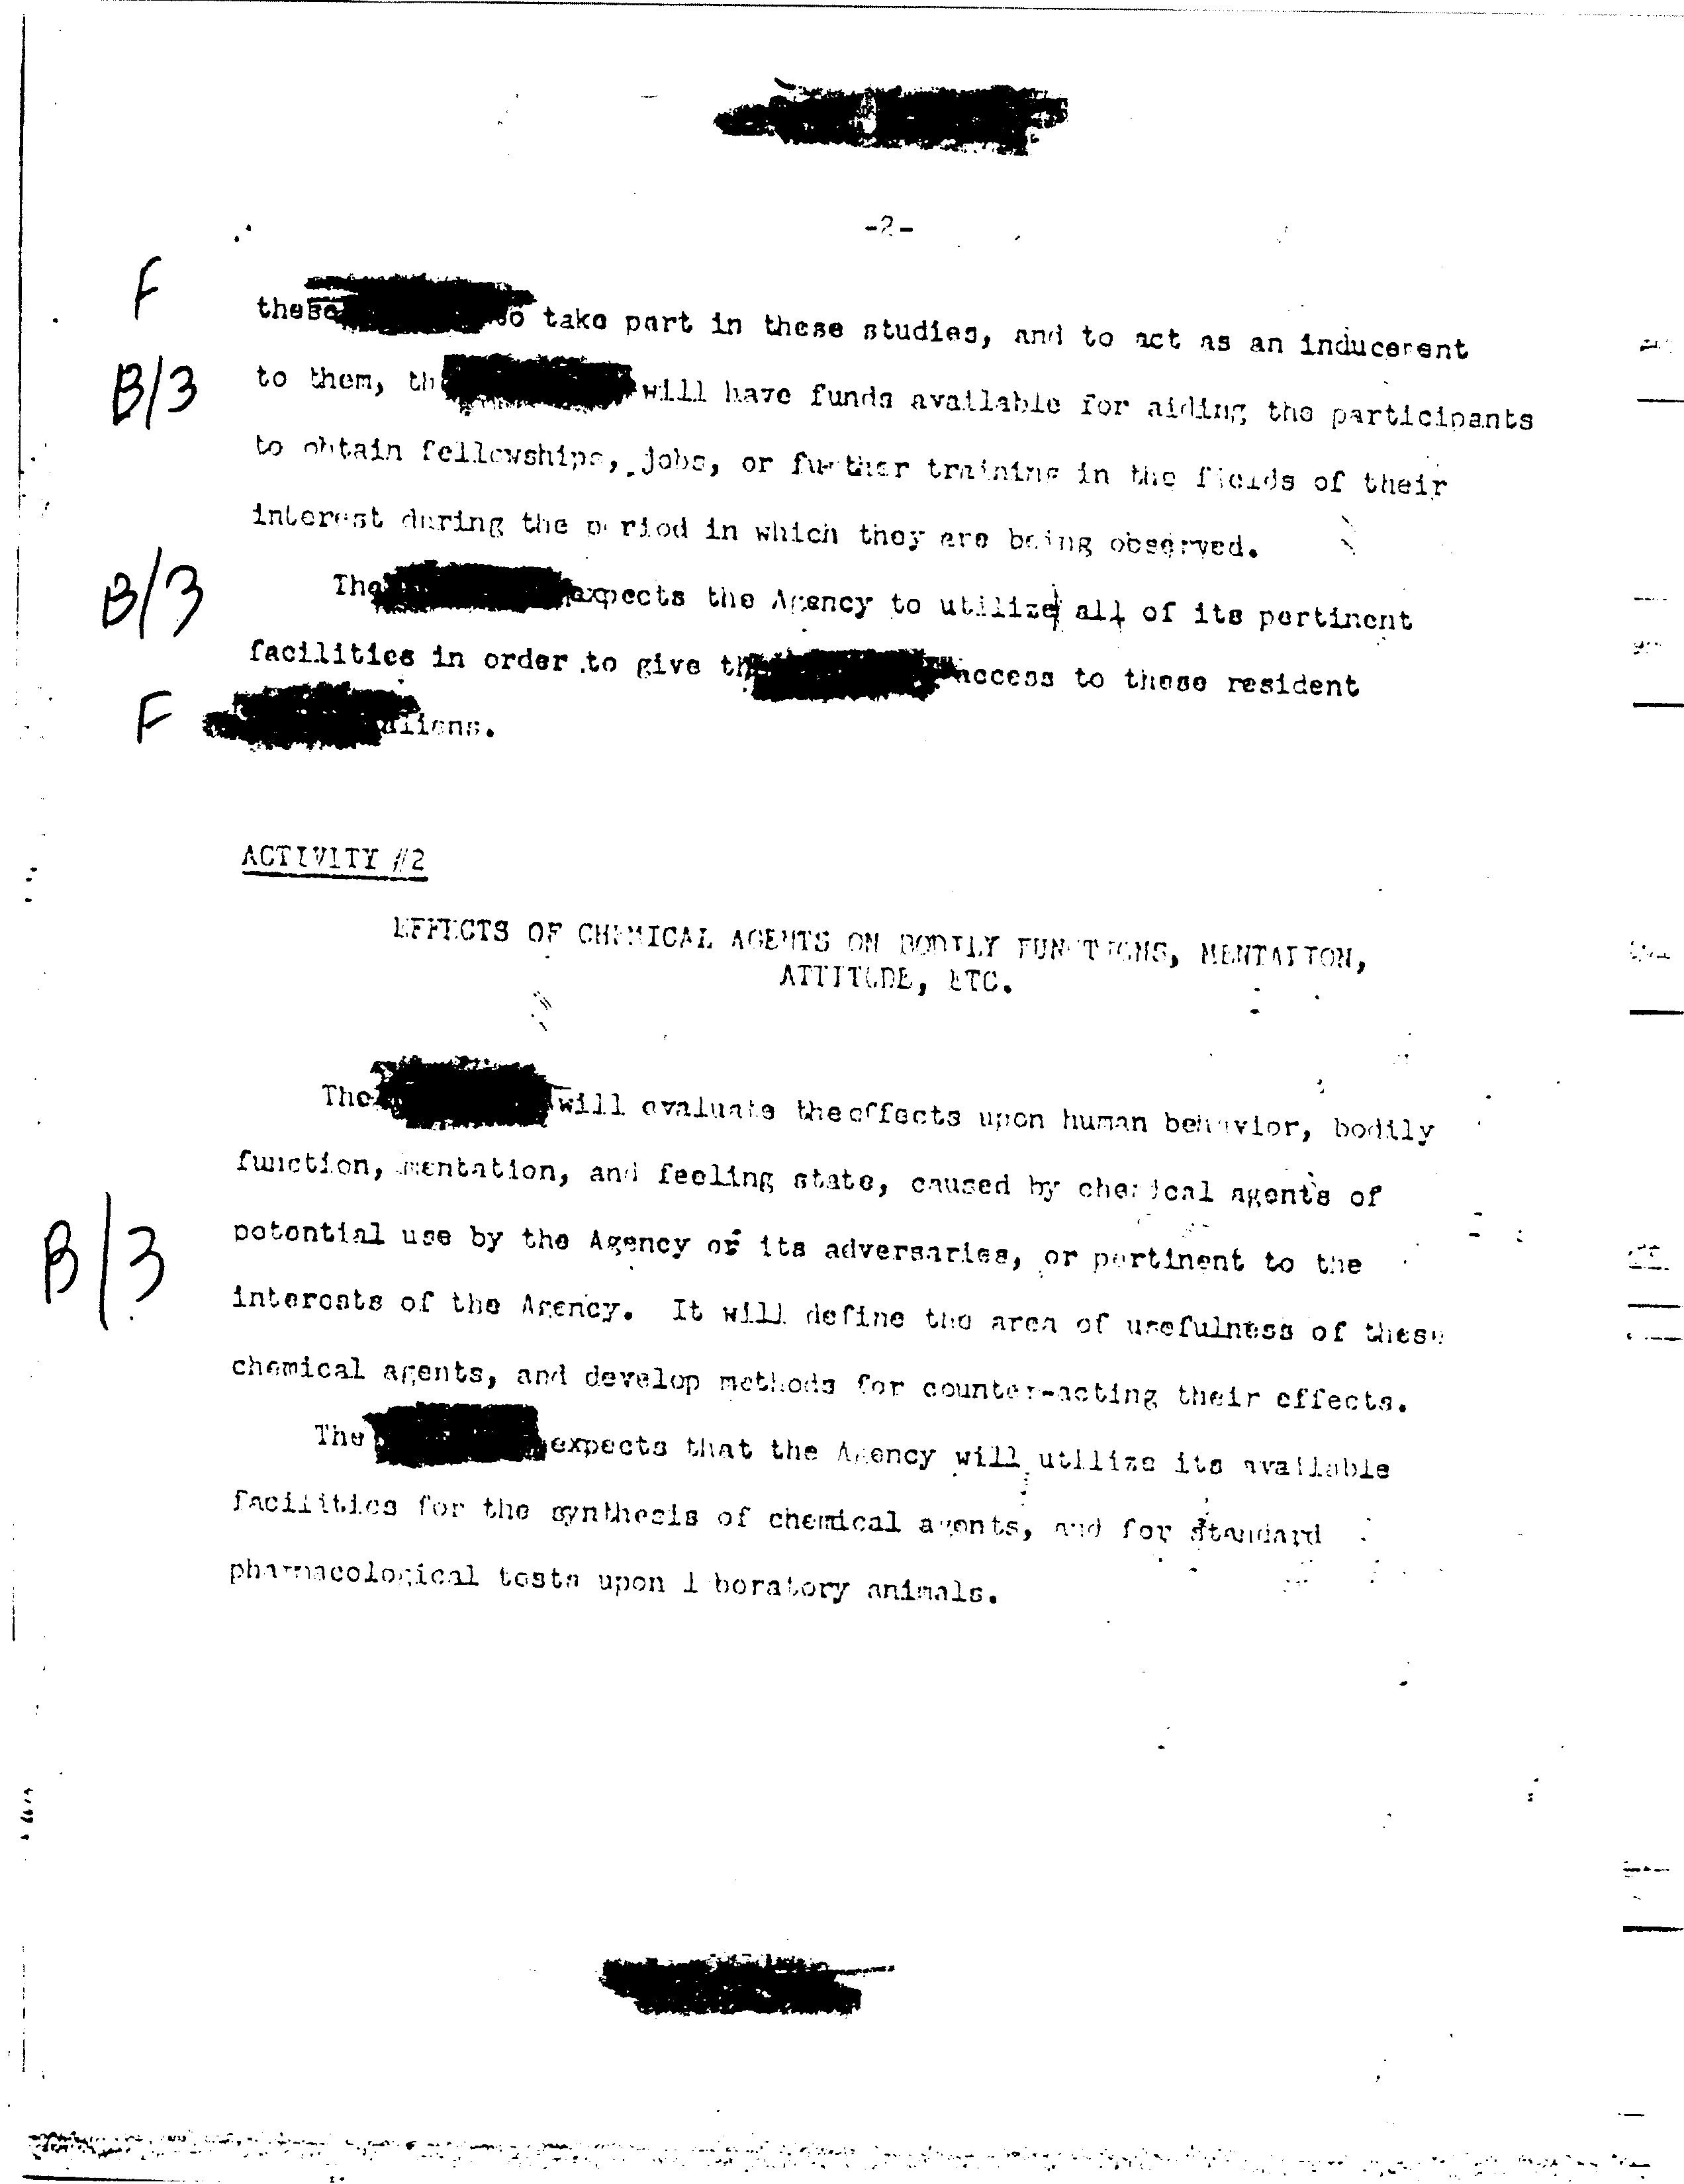 -2-
F
these to take part in these studies, and to act as an inducement
B/3
to them, th will have funds available for aiding the participants
to obtain fellowships, jobs, or further training in the fields of their
interest during the period in which they are being observed.
B/3
The expects the Agency to utilize all of its pertinent
facilities in order to give th access to these resident
F
aliens.
ACTIVITY #2
EFFECTS OF CHEMICAL AGENTS ON BODILY FUNCTIONS, MENTATION,
ATTITUDE, ETC.
The will evaluate the effects upon human behavior, bodily
function, mentation, and feeling state, caused by chemical agents of
B/3
potential use by the Agency or its adversaries, or pertinent to the
interests of the Agency. It will define the area of usefulness of these
chemical agents, and develop methods for counter-acting their effects.
The expects that the Agency will utilize its available
facilities for the synthesis of chemical agents, and for standard
pharmacological tests upon laboratory animals.